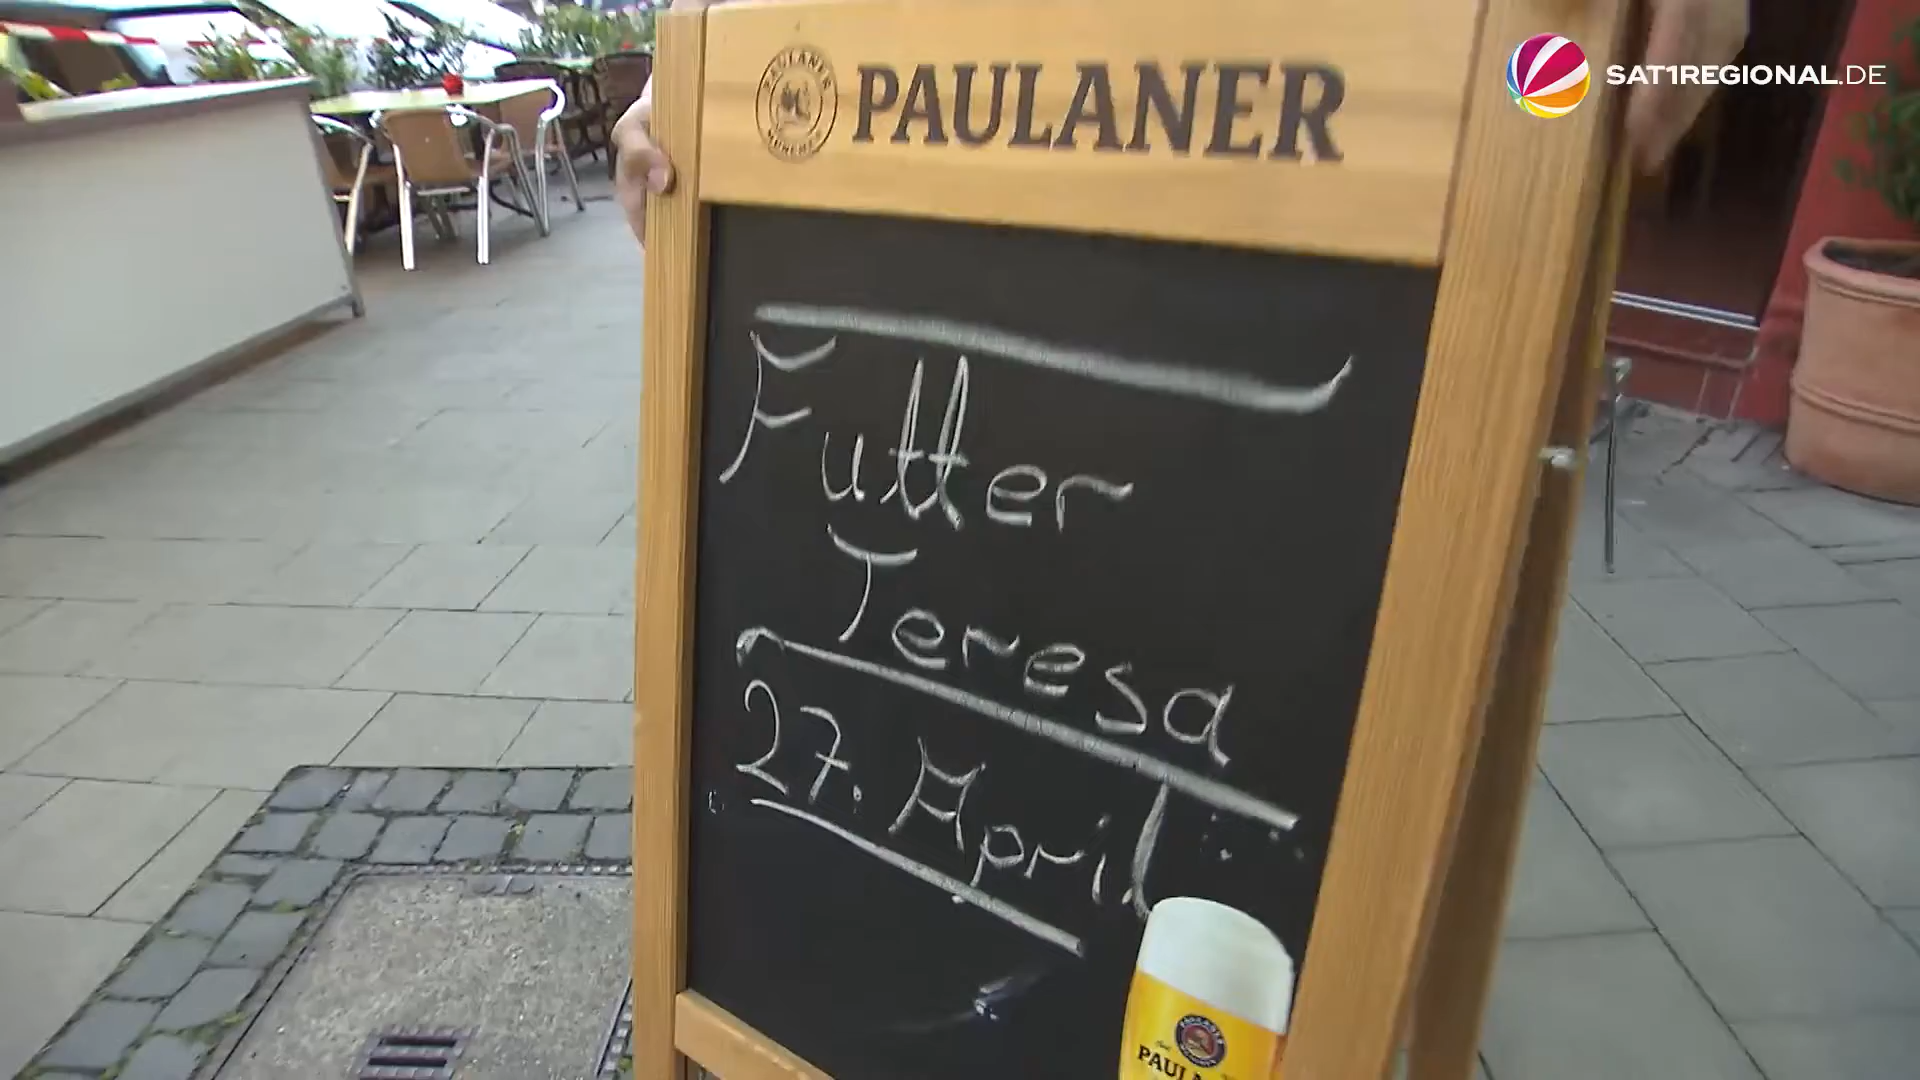 PAULANER
SAT1REGIONAL.DE
Futter
Teresa
27. April